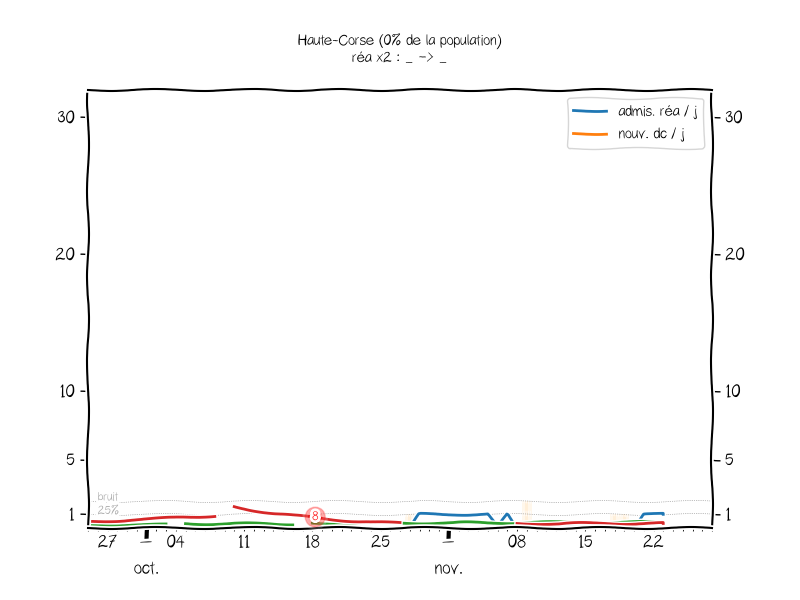 Haute-Corse (0% de la population)
réa x2 : _ -> _
admis. réa / j
nouv. dc / j
30
30
20
20
10
10
5
5
bruit
25%
1
1
8
27
04
11
18
25
08
15
22
oct.
nov.